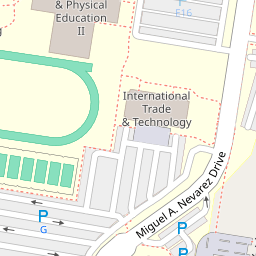 & Physical
Education
II
E16
International
Trade
& Technology
Miguel A. Nevarez Drive
P
G
P
P